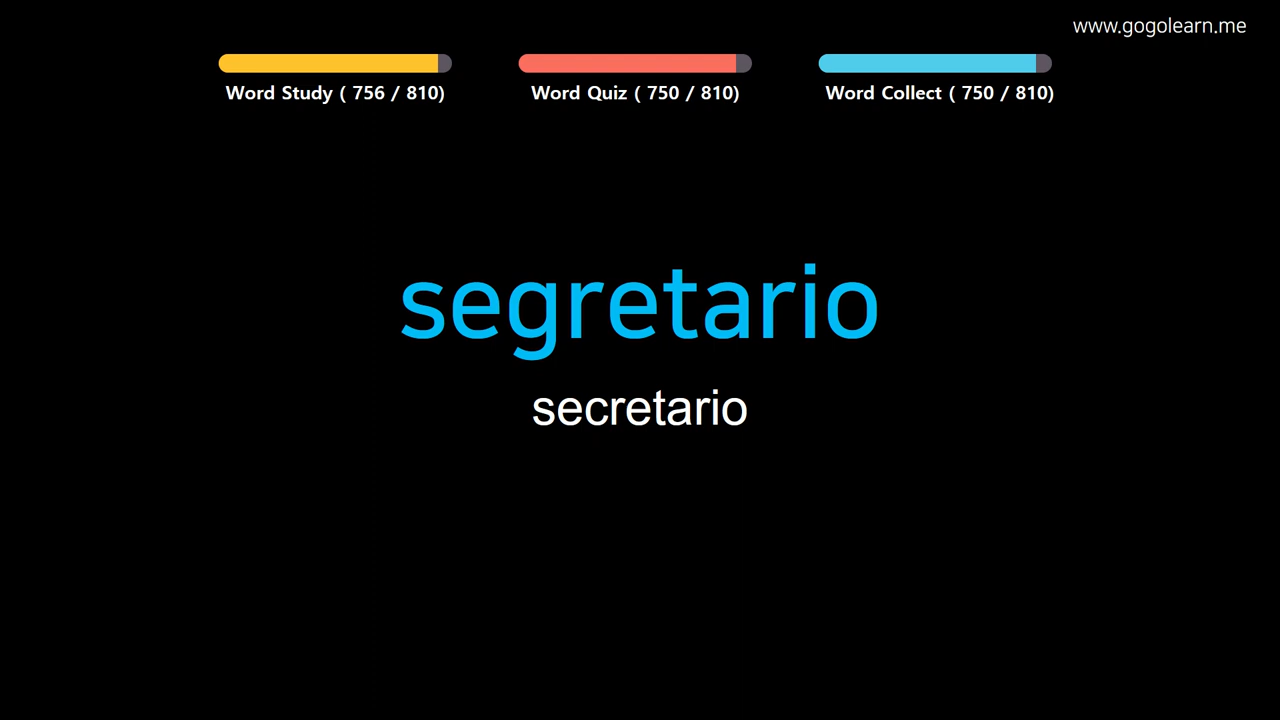 www.gogolearn.me
Word Study ( 756 / 810)
Word Quiz ( 750 / 810)
Word Collect ( 750 / 810)
segretario
secretario